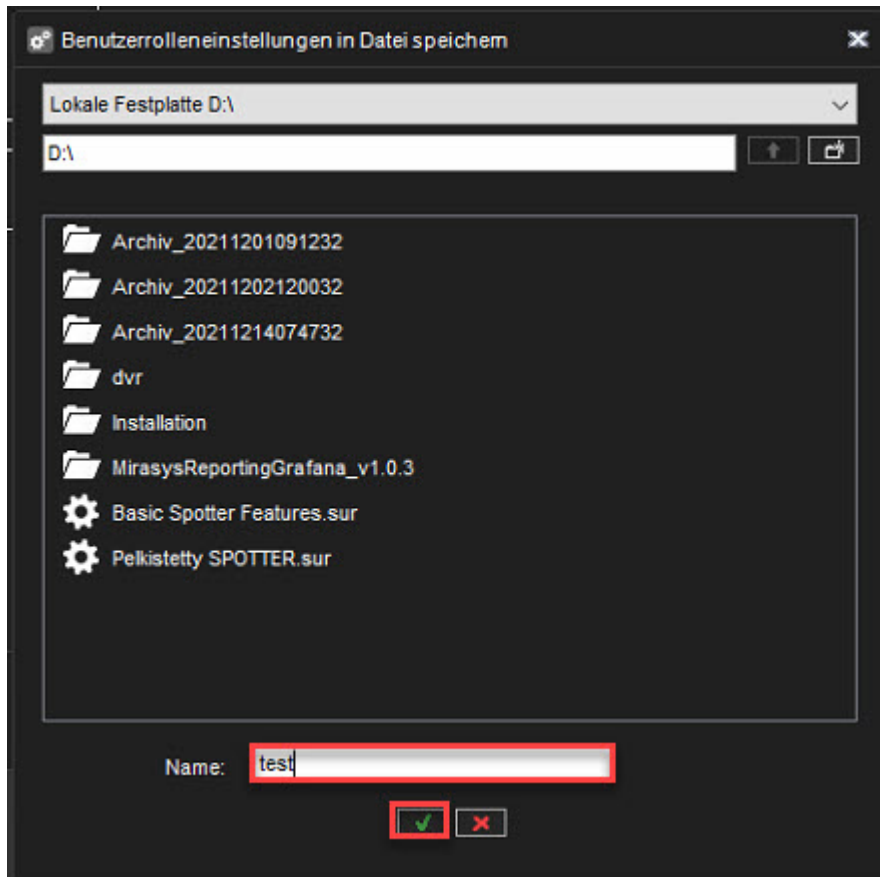 Benutzerrolleneinstellungen in Datei speichern
Lokale Festplatte D:\
D:\
Archiv_20211201091232
Archiv_20211202120032
Archiv_20211214074732
dvr
Installation
MirasysReportingGrafana_v1.0.3
Basic Spotter Features.sur
Pelkistetty SPOTTER.sur
Name: test